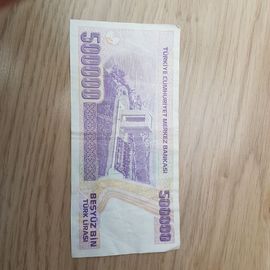 TÜRKİYE CUMHURİYET MERKEZ BANKASI
500000
500000
BEŞYÜZ BİN
TÜRK LİRASI